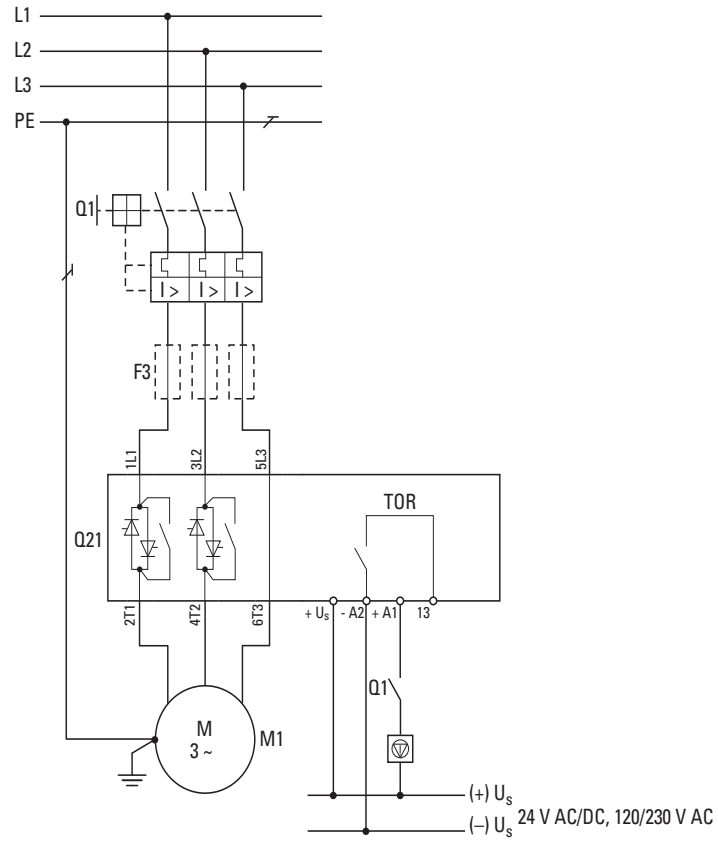 L1
L2
L3
PE
Q1
I > I > I >
F3
1L1 3L2 5L3
TOR
Q21
2T1 4T2 6T3
+ Us - A2 + A1 13
Q1
M
3 ~
M1
(+) Us
(–) Us 24 V AC/DC, 120/230 V AC